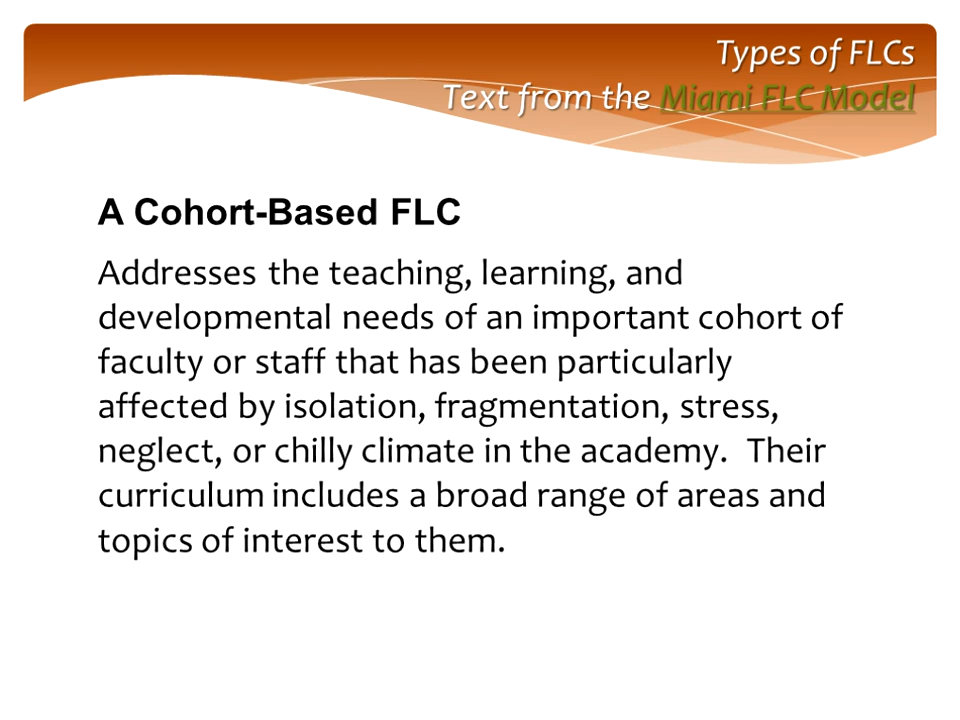 Types of FLCs
Text from the Miami FLC Model
A Cohort-Based FLC
Addresses the teaching, learning, and
developmental needs of an important cohort of
faculty or staff that has been particularly
affected by isolation, fragmentation, stress,
neglect, or chilly climate in the academy.  Their
curriculum includes a broad range of areas and
topics of interest to them.